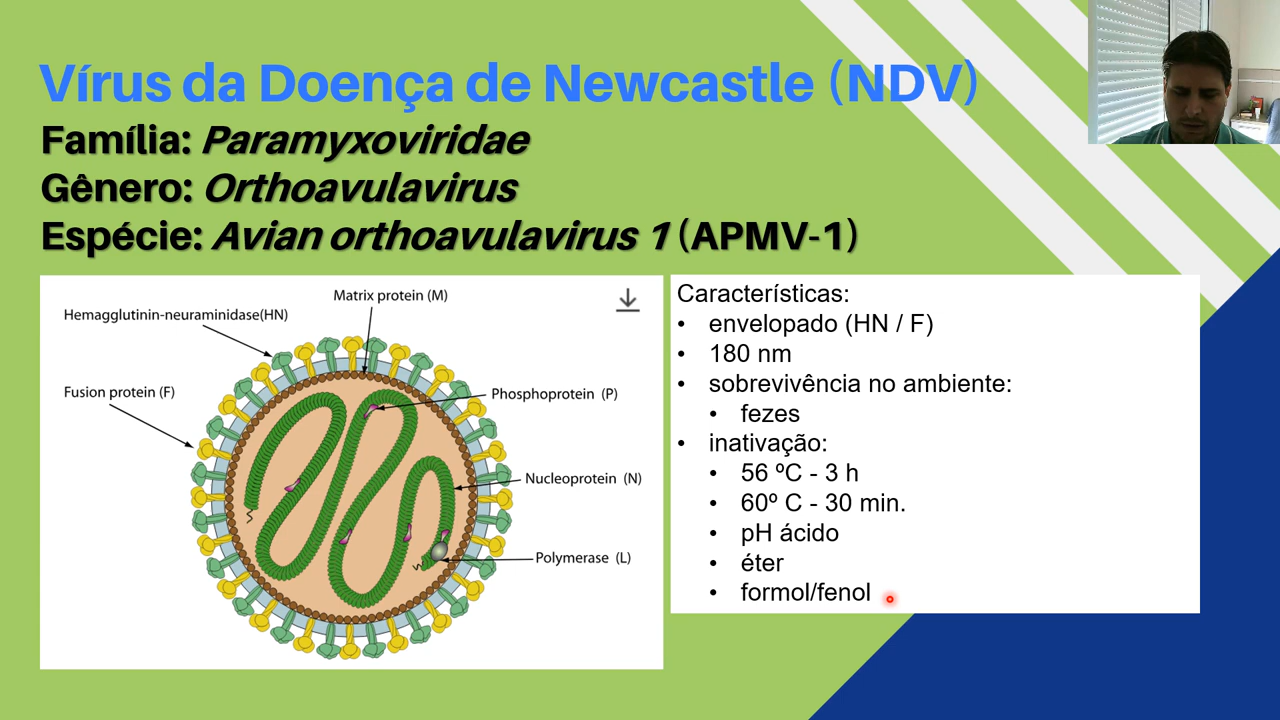 Vírus da Doença de Newcastle (NDV)
Família: Paramyxoviridae
Gênero: Orthoavulavirus
Espécie: Avian orthoavulavirus 1 (APMV-1)
Matrix protein (M)
Hemagglutinin-neuraminidase(HN)
Fusion protein (F)
Phosphoprotein (P)
Nucleoprotein (N)
Polymerase (L)
Características:
• envelopado (HN / F)
• 180 nm
• sobrevivência no ambiente:
• fezes
• inativação:
• 56 ºC - 3 h
• 60º C - 30 min.
• pH ácido
• éter
• formol/fenol